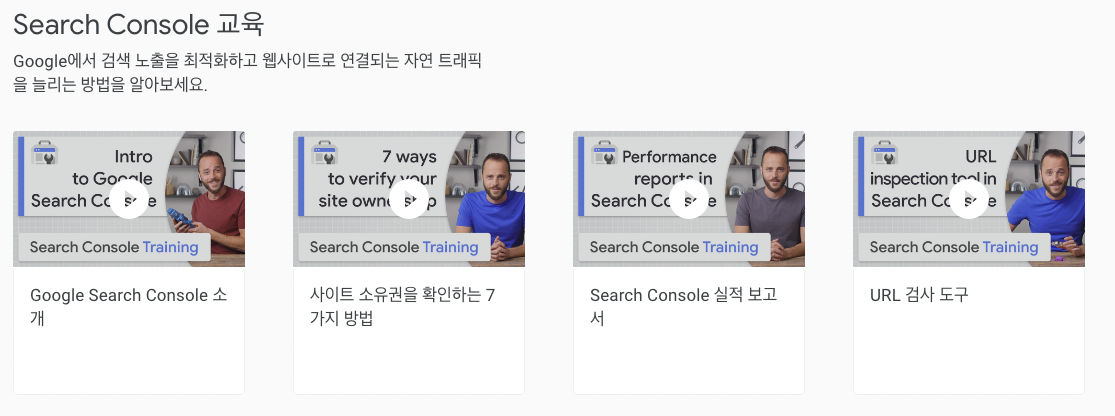 Search Console 교육
Google에서 검색 노출을 최적화하고 웹사이트로 연결되는 자연 트래픽
을 늘리는 방법을 알아보세요.
Intro
to Google
Search Console
Search Console Training
7 ways
to verify your
site ownership
Search Console Training
Performance
reports in
Search Console
Search Console Training
URL
inspection tool in
Search Console
Search Console Training
Google Search Console 소
개
사이트 소유권을 확인하는 7
가지 방법
Search Console 실적 보고
서
URL 검사 도구